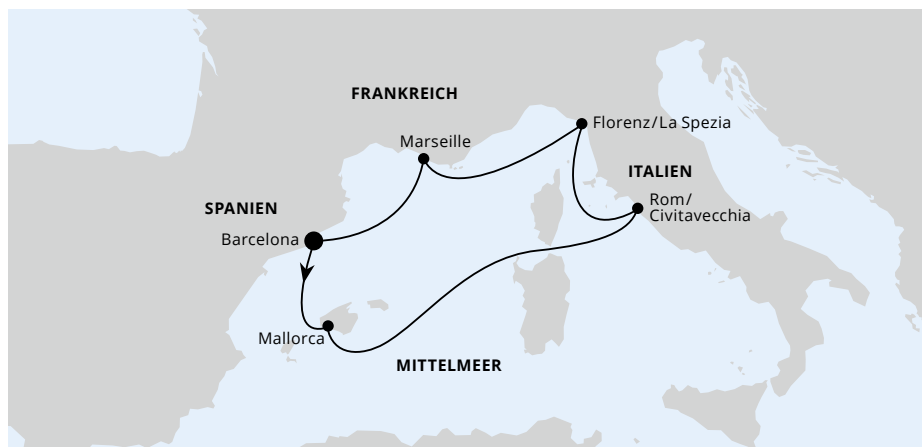 FRANKREICH
Florenz/La Spezia
Marseille
ITALIEN
Rom/
Civitavecchia
SPANIEN
Barcelona
Mallorca
MITTELMEER